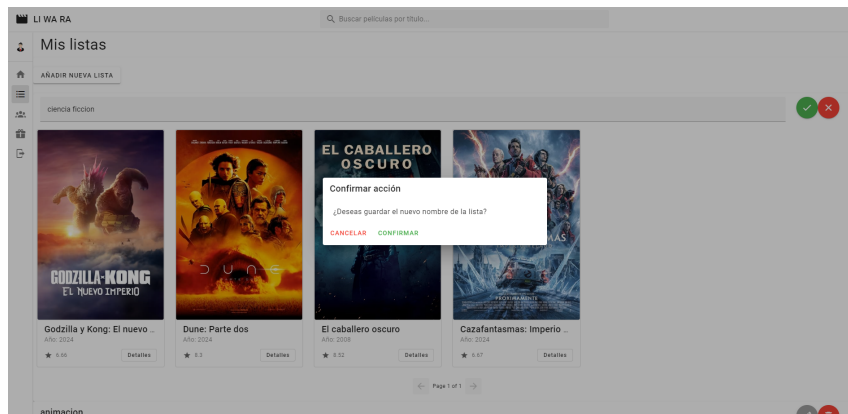 LI WA RA
Buscar películas por título...
Mis listas
AÑADIR NUEVA LISTA
ciencia ficcion
EL CABALLERO
OSCURO
Confirmar acción
¿Deseas guardar el nuevo nombre de la lista?
CANCELAR CONFIRMAR
GODZILLA-KONG
EL NUEVO IMPERIO
DUNE
PRÓXIMAMENTE
Godzilla y Kong: El nuevo ...
Año: 2024
6.66
Detalles
Dune: Parte dos
Año: 2024
8.3
Detalles
El caballero oscuro
Año: 2008
8.52
Detalles
Cazafantasmas: Imperio ...
Año: 2024
6.67
Detalles
Page 1 of 1
animacion